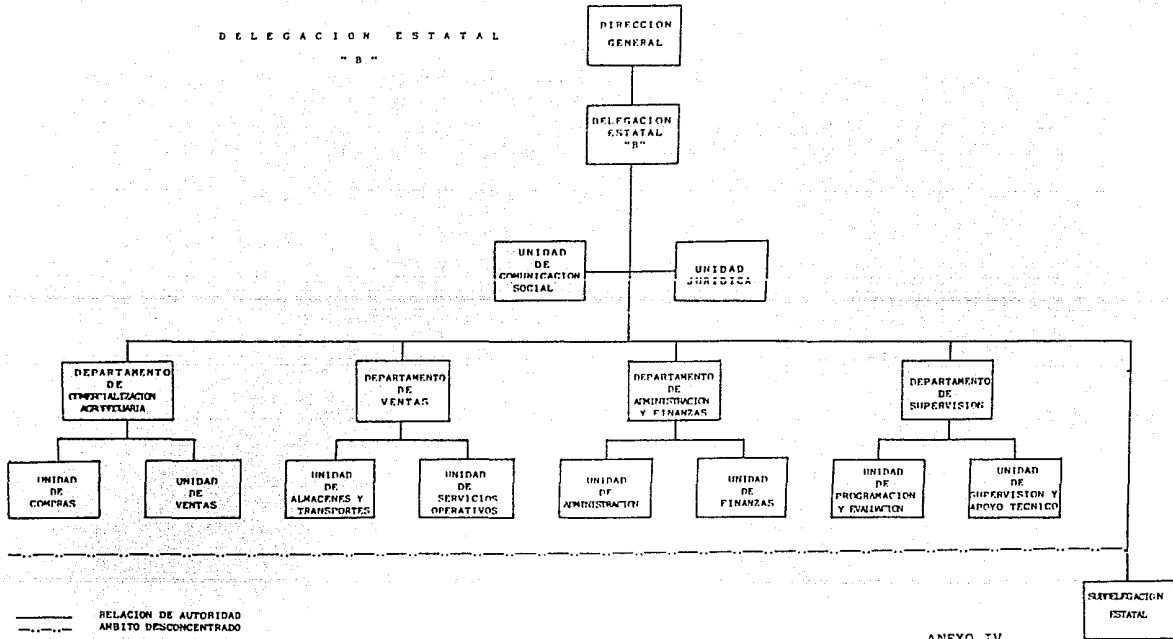 DELEGACION ESTATAL
"B"
DIRECCION
GENERAL
DELEGACION
ESTATAL
"B"
UNIDAD
DE
COMUNICACION
SOCIAL
UNIDAD
JURIDICA
DEPARTAMENTO
DE
COMERCIALIZACION
AGROPECUARIA
DEPARTAMENTO
DE
VENTAS
DEPARTAMENTO
DE
ADMINISTRACION
Y FINANZAS
DEPARTAMENTO
DE
SUPERVISION
UNIDAD
DE
COMPRAS
UNIDAD
DE
VENTAS
UNIDAD
DE
ALMACENES Y
TRANSPORTES
UNIDAD
DE
SERVICIOS
OPERATIVOS
UNIDAD
DE
ADMINISTRACION
UNIDAD
DE
FINANZAS
UNIDAD
DE
PROGRAMACION
Y EVALUACION
UNIDAD
DE
SUPERVISION Y
APOYO TECNICO
SUBDELEGACION
ESTATAL
RELACION DE AUTORIDAD
AMBITO DESCONCENTRADO
ANEXO IV